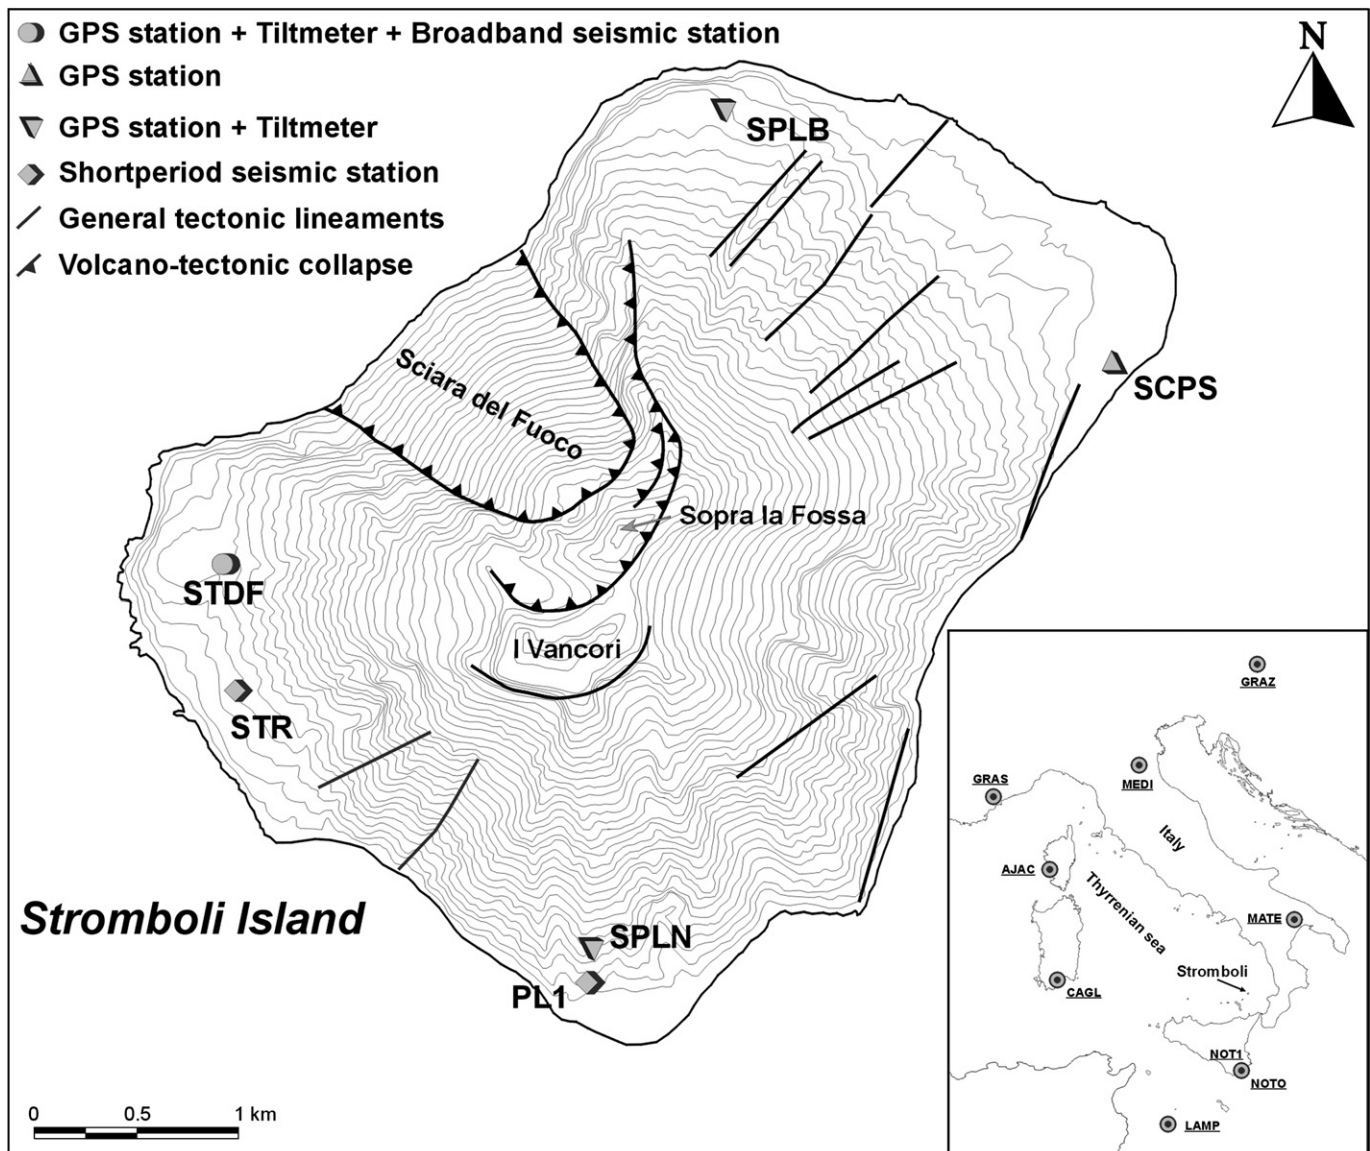 GPS station + Tiltmeter + Broadband seismic station
GPS station
GPS station + Tiltmeter
Shortperiod seismic station
General tectonic lineaments
Volcano-tectonic collapse
N
SPLB
SCPS
Sciara del Fuoco
Sopra la Fossa
STDF
I Vancori
STR
Stromboli Island
SPLN
PL1
0 0.5 1 km
GRAZ
MEDI
GRAS
Italy
AJAC
Thyrrenian sea
MATE
Stromboli
CAGL
NOT1
NOTO
LAMP